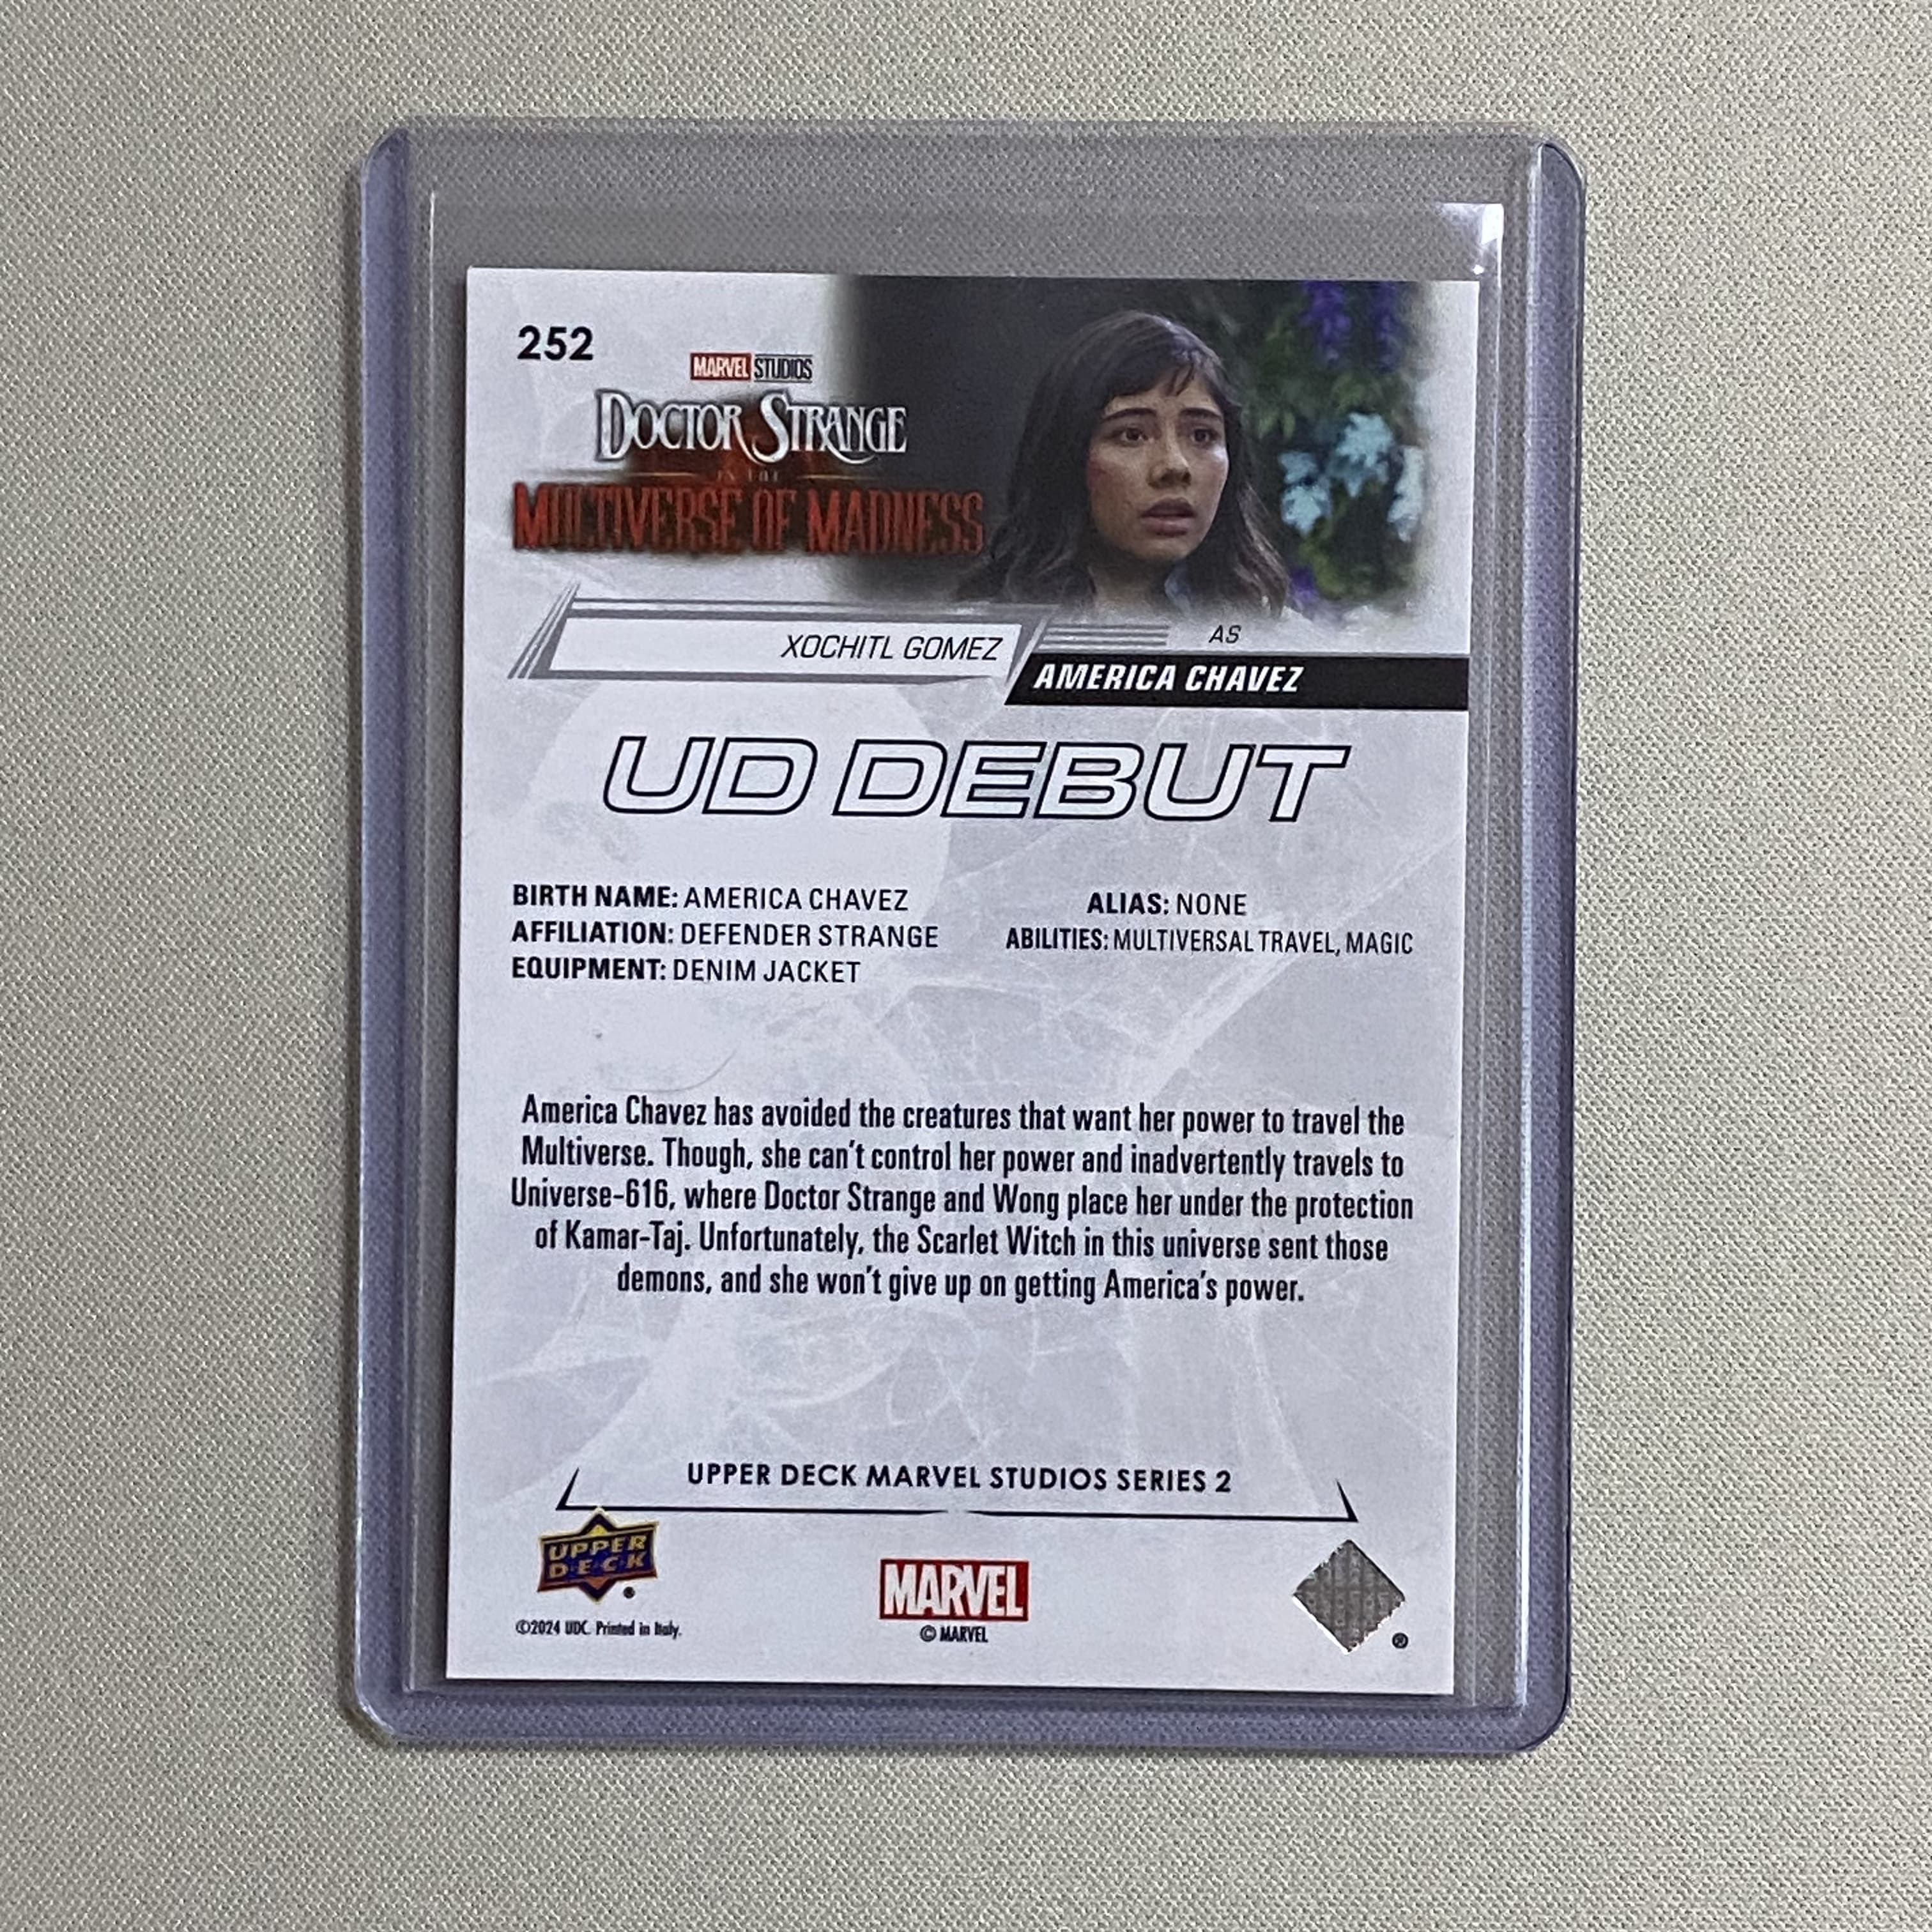 252
MARVEL STUDIOS
DOCTOR STRANGE
IN THE
MULTIVERSE OF MADNESS
XOCHITL GOMEZ
AS
AMERICA CHAVEZ
UD DEBUT
BIRTH NAME: AMERICA CHAVEZ
AFFILIATION: DEFENDER STRANGE
EQUIPMENT: DENIM JACKET
ALIAS: NONE
ABILITIES: MULTIVERSAL TRAVEL, MAGIC
America Chavez has avoided the creatures that want her power to travel the
Multiverse. Though, she can't control her power and inadvertently travels to
Universe-616, where Doctor Strange and Wong place her under the protection
of Kamar-Taj. Unfortunately, the Scarlet Witch in this universe sent those
demons, and she won't give up on getting America's power.
UPPER DECK MARVEL STUDIOS SERIES 2
UPPER
DECK
®
©2024 UDC. Printed in Italy.
MARVEL
© MARVEL
®